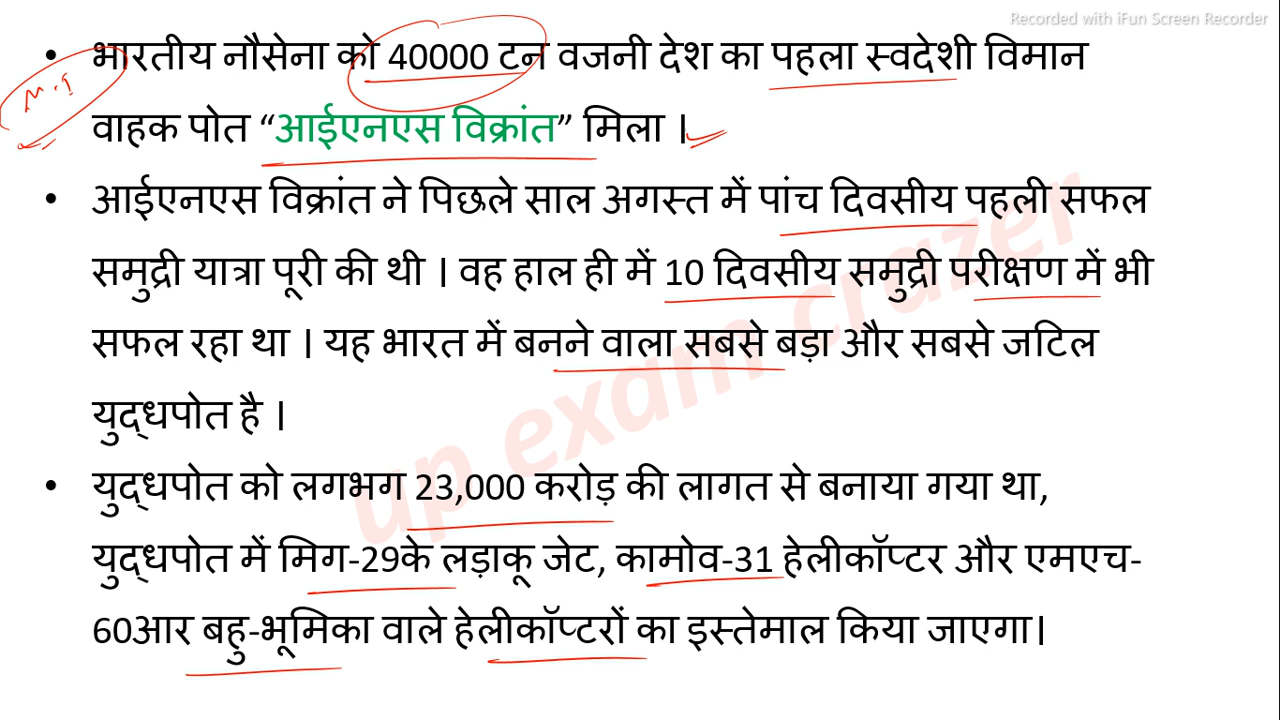 Recorded with iFun Screen Recorder
• भारतीय नौसेना को 40000 टन वजनी देश का पहला स्वदेशी विमान
वाहक पोत “आईएनएस विक्रांत” मिला ।
• आईएनएस विक्रांत ने पिछले साल अगस्त में पांच दिवसीय पहली सफल
समुद्री यात्रा पूरी की थी । वह हाल ही में 10 दिवसीय समुद्री परीक्षण में भी
सफल रहा था । यह भारत में बनने वाला सबसे बड़ा और सबसे जटिल
युद्धपोत है ।
• युद्धपोत को लगभग 23,000 करोड़ की लागत से बनाया गया था,
युद्धपोत में मिग-29के लड़ाकू जेट, कामोव-31 हेलीकॉप्टर और एमएच-
60आर बहु-भूमिका वाले हेलीकॉप्टरों का इस्तेमाल किया जाएगा।
up exam crazer